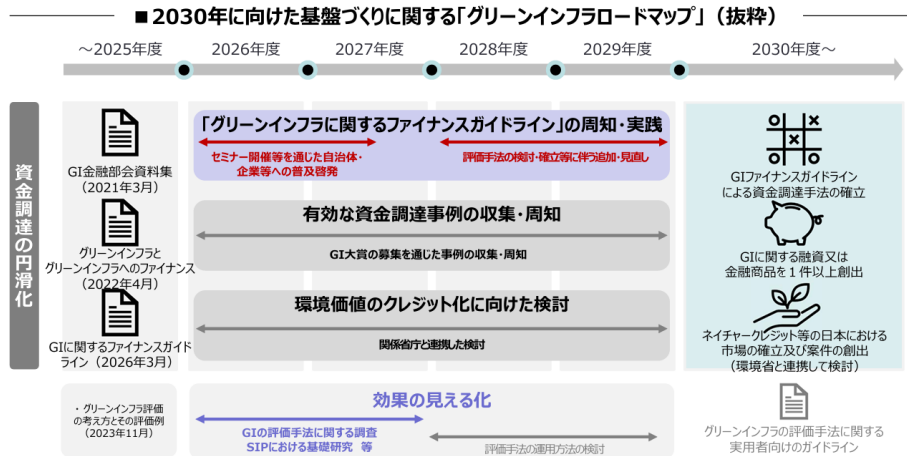 ■2030年に向けた基盤づくりに関する「グリーンインフラロードマップ」（抜粋）
～2025年度
2026年度
2027年度
2028年度
2029年度
2030年度～
資金調達の円滑化
GI金融部会資料集
（2021年3月）
グリーンインフラと
グリーンインフラへのファイナンス
（2022年4月）
GIに関するファイナンスガイド
ライン（2026年3月）
「グリーンインフラに関するファイナンスガイドライン」の周知・実践
セミナー開催等を通じた自治体・
企業等への普及啓発
評価手法の検討・確立等に伴う追加・見直し
有効な資金調達事例の収集・周知
GI大賞の募集を通じた事例の収集・周知
環境価値のクレジット化に向けた検討
関係省庁と連携した検討
GIファイナンスガイドライン
による資金調達手法の確立
GIに関する融資又は
金融商品を１件以上創出
ネイチャークレジット等の日本における
市場の確立及び案件の創出
（環境省と連携して検討）
・グリーンインフラ評価
の考え方とその評価例
（2023年11月）
効果の見える化
GIの評価手法に関する調査
SIPにおける基礎研究 等
評価手法の運用方法の検討
グリーンインフラの評価手法に関する
実用者向けのガイドライン